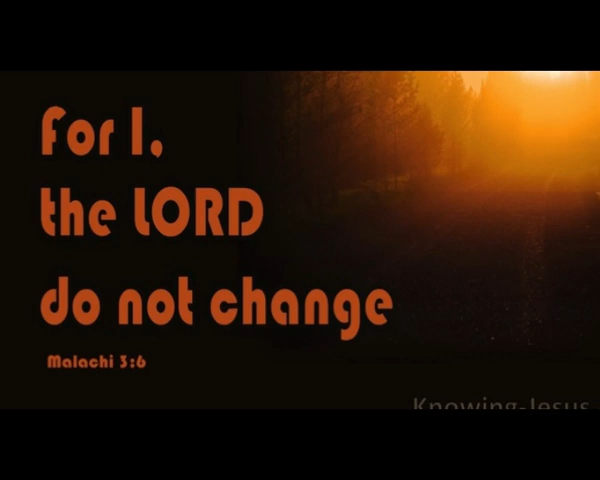 For I,
the LORD
do not change
Malachi 3:6
Knowing-Jesus